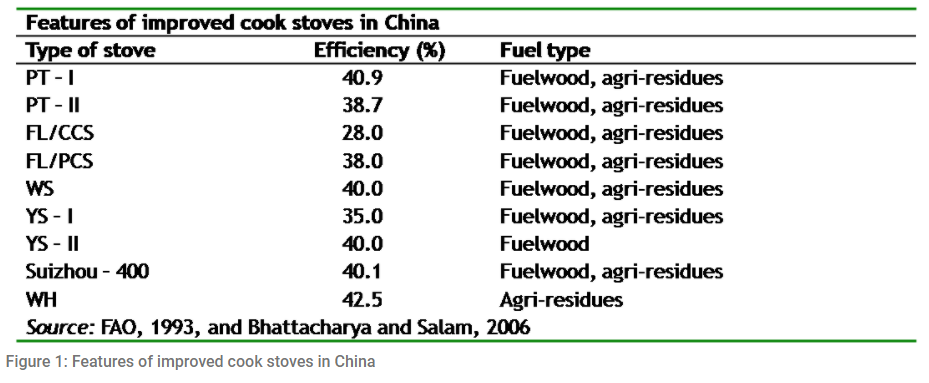 Features of improved cook stoves in China
Type of stove Efficiency (%) Fuel type
PT - I 40.9 Fuelwood, agri-residues
PT - II 38.7 Fuelwood, agri-residues
FL/CCS 28.0 Fuelwood, agri-residues
FL/PCS 38.0 Fuelwood, agri-residues
WS 40.0 Fuelwood, agri-residues
YS - I 35.0 Fuelwood, agri-residues
YS - II 40.0 Fuelwood
Suizhou - 400 40.1 Fuelwood, agri-residues
WH 42.5 Agri-residues
Source: FAO, 1993, and Bhattacharya and Salam, 2006
Figure 1: Features of improved cook stoves in China